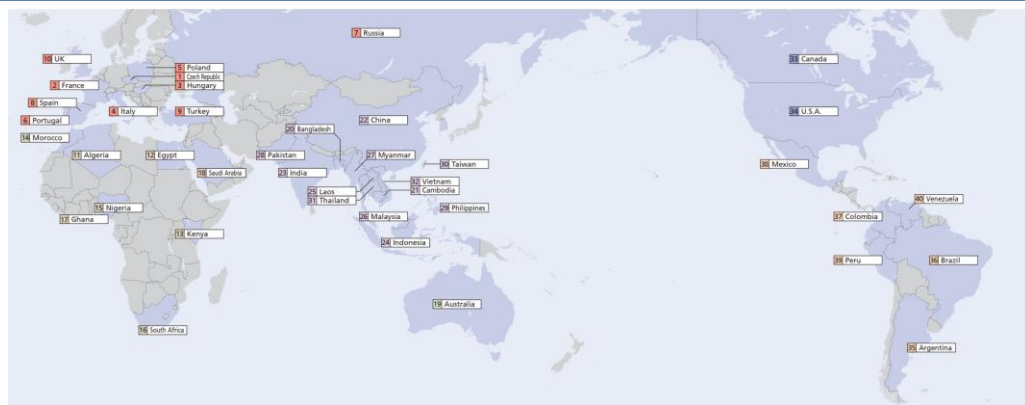 7 Russia
10 UK
5 Poland
1 Czech Republic
3 Hungary
2 France
8 Spain
4 Italy
9 Turkey
6 Portugal
14 Morocco
11 Algeria
12 Egypt
18 Saudi Arabia
15 Nigeria
17 Ghana
13 Kenya
16 South Africa
20 Bangladesh
22 China
28 Pakistan
27 Myanmar
30 Taiwan
23 India
32 Vietnam
25 Laos
21 Cambodia
31 Thailand
29 Philippines
26 Malaysia
24 Indonesia
19 Australia
33 Canada
34 U.S.A.
38 Mexico
40 Venezuela
37 Colombia
39 Peru
36 Brazil
35 Argentina